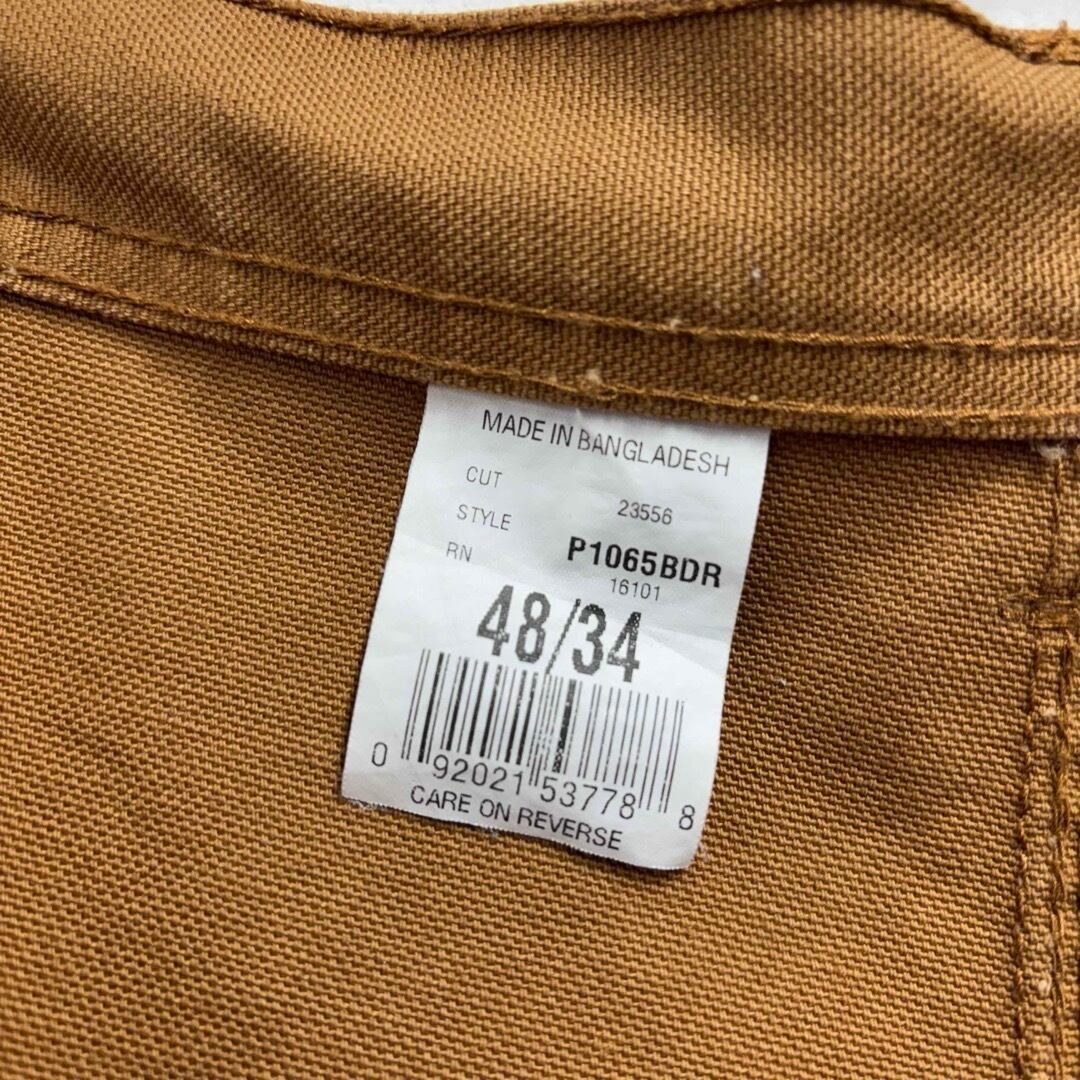 MADE IN BANGLADESH
CUT 23556
STYLE P1065BDR
RN 16101
48/34
0 92021 53778 8
CARE ON REVERSE